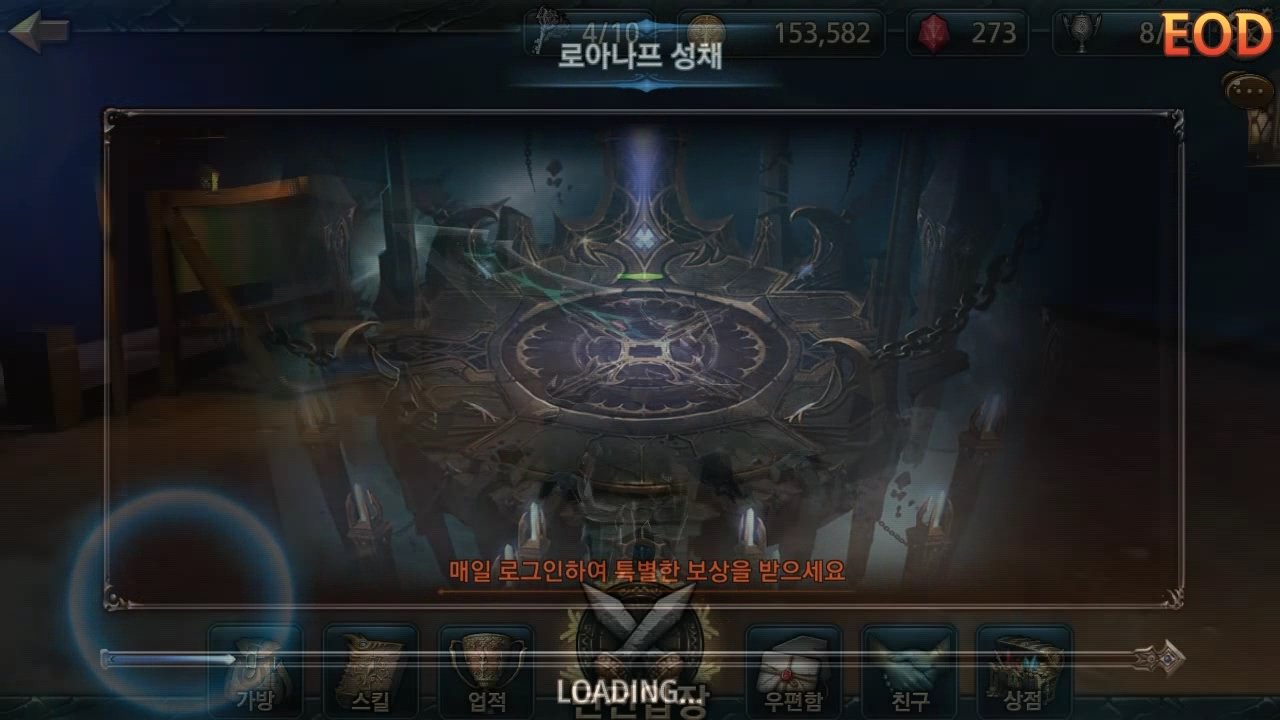 4/10
153,582
273
EOD
로아나프 성채
매일 로그인하여 특별한 보상을 받으세요
가방
스킬
업적
LOADING...
우편함
친구
상점